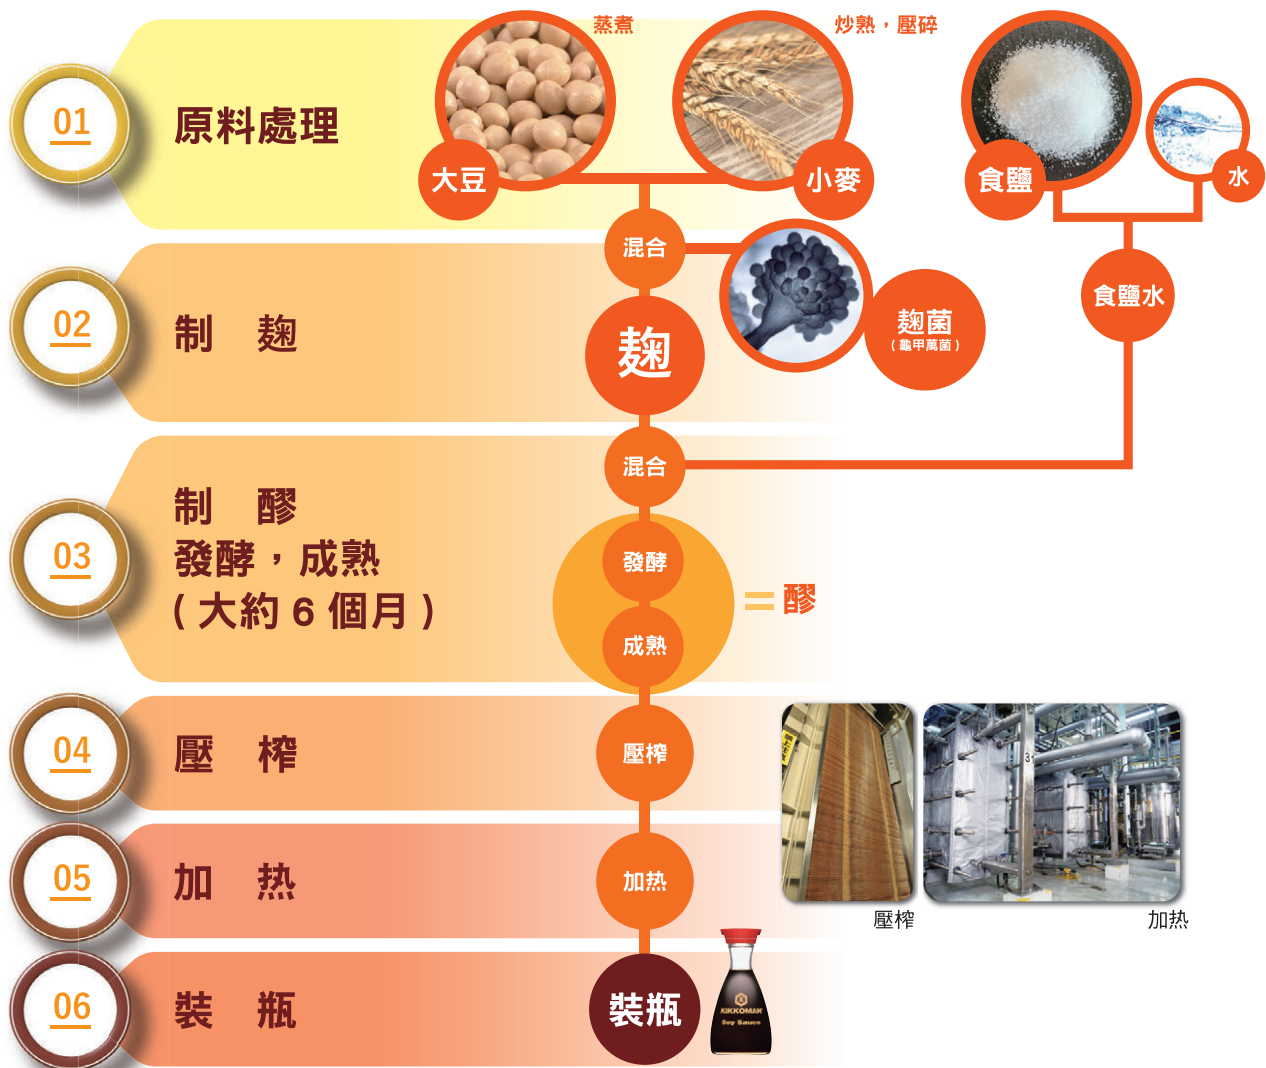 蒸煮
炒熟，壓碎
01
原料處理
大豆
小麥
食鹽
水
混合
食鹽水
02
制 麹
麹
麹菌
(龜甲萬菌)
混合
03
制 醪
發酵，成熟
(大約6個月)
發酵
成熟
= 醪
04
壓 榨
壓榨
31
05
加 热
加热
壓榨
加热
06
裝 瓶
裝瓶
KIKKOMAN
Soy Sauce